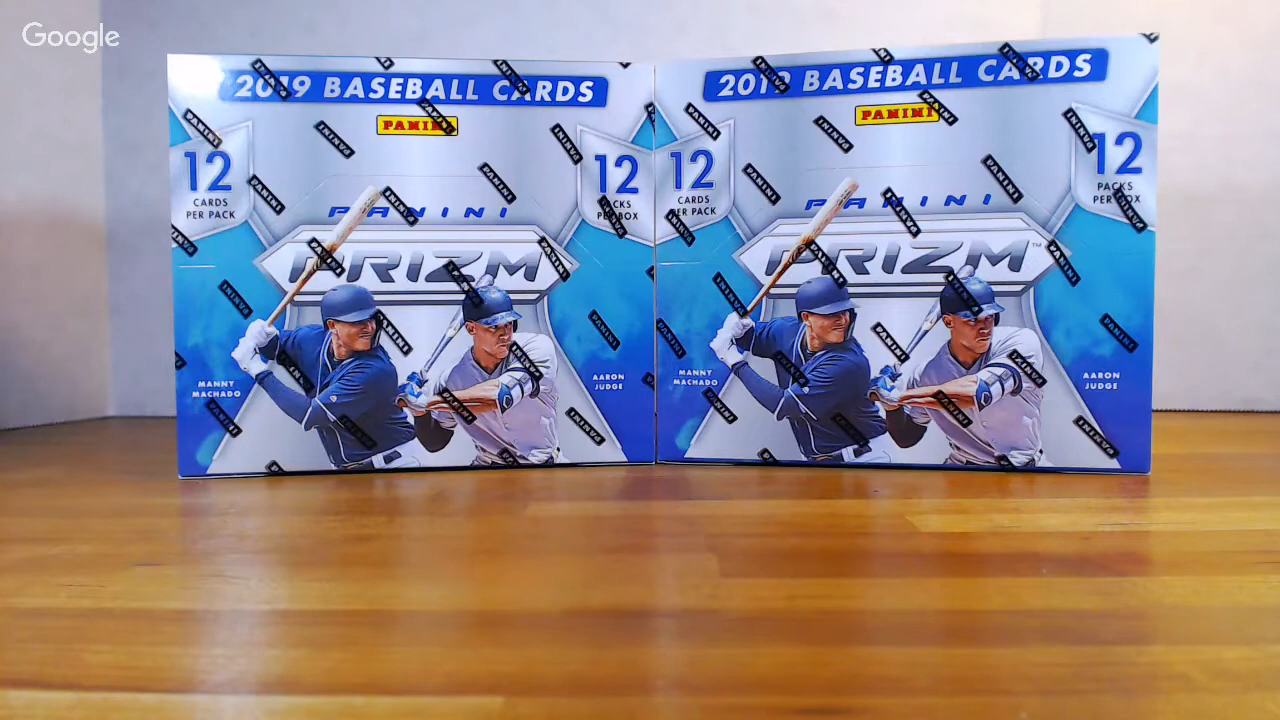 Google
2019 BASEBALL CARDS
PANINI
12
CARDS
PER PACK
12
PACKS
PER BOX
PANINI
PRIZM
MANNY
MACHADO
AARON
JUDGE
2019 BASEBALL CARDS
PANINI
12
CARDS
PER PACK
12
PACKS
PER BOX
PANINI
PRIZM™
MANNY
MACHADO
AARON
JUDGE